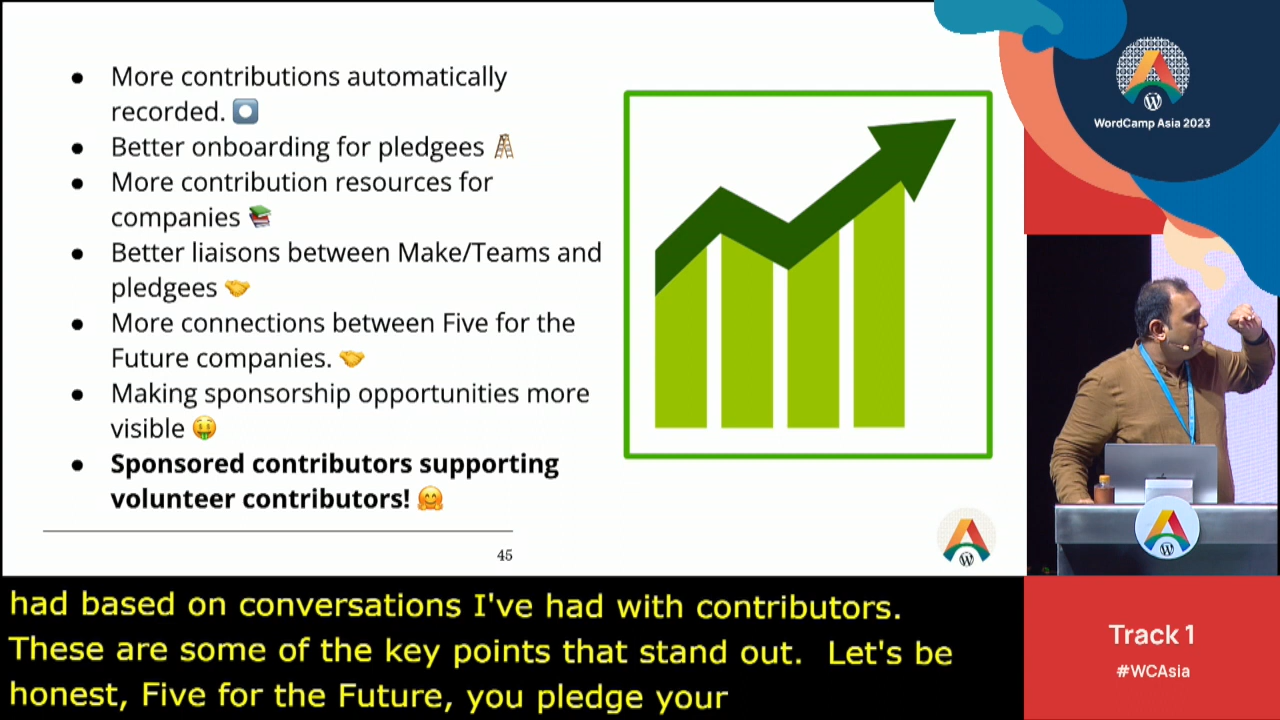 ● More contributions automatically
recorded. ⏺️
● Better onboarding for pledgees 🪜
● More contribution resources for
companies 📚
● Better liaisons between Make/Teams and
pledgees 🤝
● More connections between Five for the
Future companies. 🤝
● Making sponsorship opportunities more
visible 🤑
● Sponsored contributors supporting
volunteer contributors! 🤗
45
WordCamp Asia 2023
had based on conversations I've had with contributors.
These are some of the key points that stand out.  Let's be
honest, Five for the Future, you pledge your
Track 1
#WCAsia